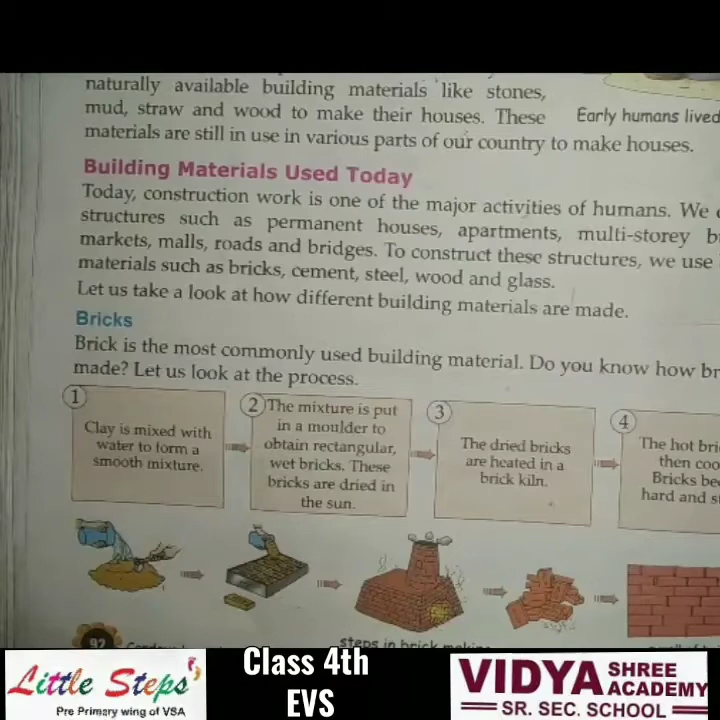 naturally available building materials like stones,
mud, straw and wood to make their houses. These
materials are still in use in various parts of our country to make houses.
Early humans lived
Building Materials Used Today
Today, construction work is one of the major activities of humans. We
structures such as permanent houses, apartments, multi-storey
markets, malls, roads and bridges. To construct these structures, we use
materials such as bricks, cement, steel, wood and glass.
Let us take a look at how different building materials are made.
Bricks
Brick is the most commonly used building material. Do you know how
made? Let us look at the process.
1
Clay is mixed with
water to form a
smooth mixture.
2
The mixture is put
in a moulder to
obtain rectangular,
wet bricks. These
bricks are dried in
the sun.
3
The dried bricks
are heated in a
brick kiln.
4
The hot
then
Bricks
hard and
steps in brick
92
Little Steps
Pre Primary wing of VSA
Class 4th
EVS
VIDYA SHREE ACADEMY
SR. SEC. SCHOOL